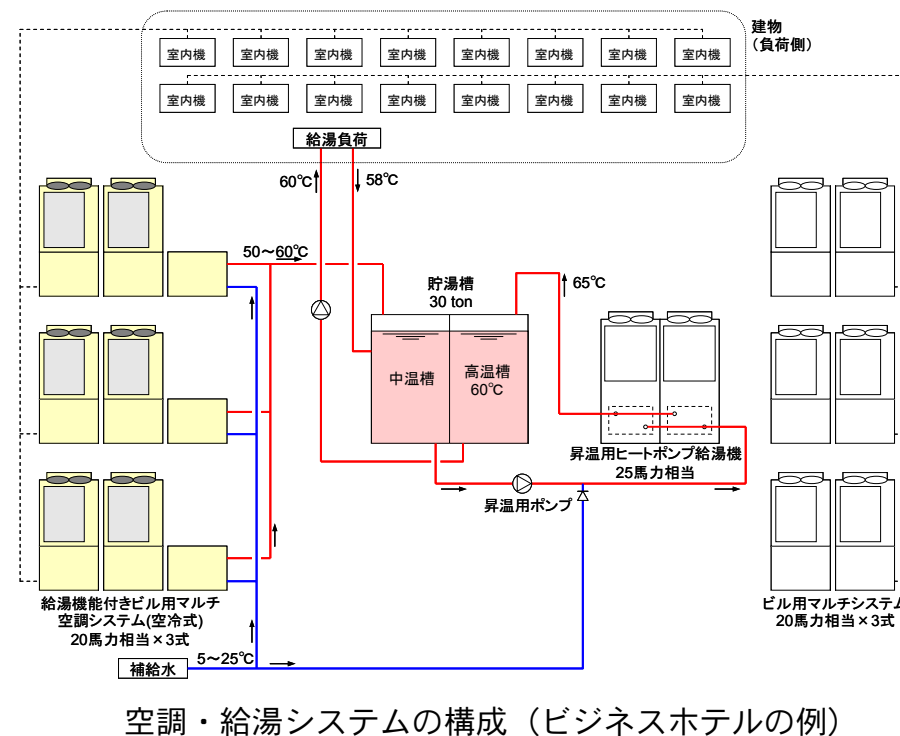 建物
(負荷側)
室内機 室内機 室内機 室内機 室内機 室内機 室内機 室内機
室内機 室内機 室内機 室内機 室内機 室内機 室内機 室内機
給湯負荷
60℃
58℃
50～60℃
貯湯槽
30 ton
65℃
中温槽
高温槽
60℃
昇温用ヒートポンプ給湯機
25馬力相当
昇温用ポンプ
給湯機能付きビル用マルチ
空調システム(空冷式)
20馬力相当×3式
ビル用マルチシステム
20馬力相当×3式
5～25℃
補給水
空調・給湯システムの構成（ビジネスホテルの例）